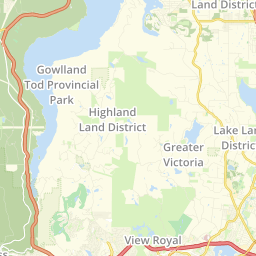 Land District
Gowlland
Tod Provincial
Park
Highland
Land District
Greater
Victoria
Lake Lan
District
View Royal